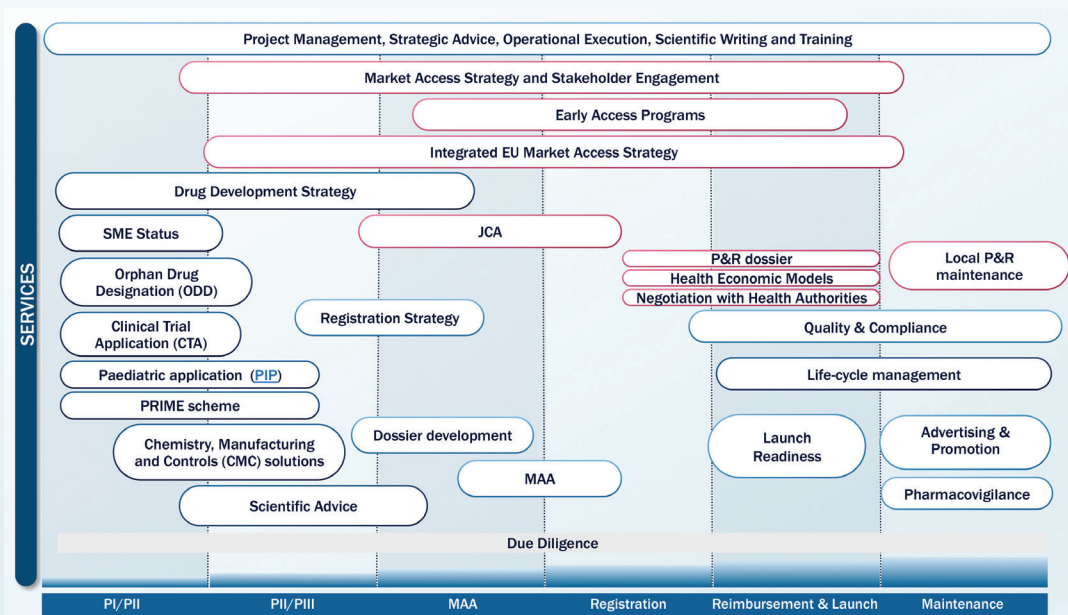 Project Management, Strategic Advice, Operational Execution, Scientific Writing and Training
Market Access Strategy and Stakeholder Engagement
Early Access Programs
Integrated EU Market Access Strategy
Drug Development Strategy
SME Status
JCA
Orphan Drug
Designation (ODD)
P&R dossier
Health Economic Models
Negotiation with Health Authorities
Local P&R
maintenance
Clinical Trial
Application (CTA)
Registration Strategy
Quality & Compliance
Paediatric application (PIP)
Life-cycle management
PRIME scheme
Chemistry, Manufacturing
and Controls (CMC) solutions
Dossier development
Launch
Readiness
Advertising &
Promotion
MAA
Pharmacovigilance
Scientific Advice
Due Diligence
SERVICES
PI/PII
PII/PIII
MAA
Registration
Reimbursement & Launch
Maintenance